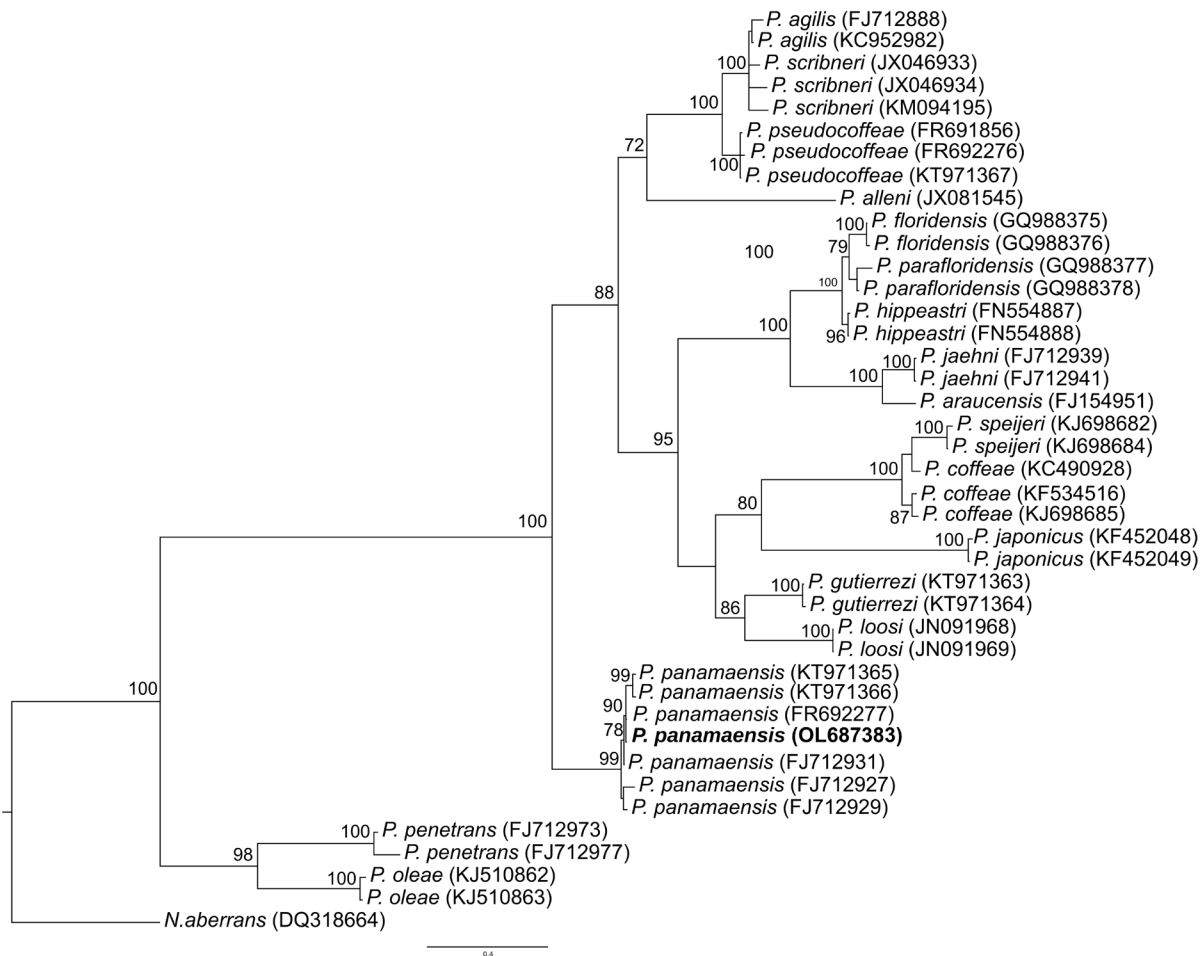 P. agilis (FJ712888)
P. agilis (KC952982)
100 P. scribneri (JX046933)
P. scribneri (JX046934)
100
P. scribneri (KM094195)
P. pseudocoffeae (FR691856)
72 P. pseudocoffeae (FR692276)
100 P. pseudocoffeae (KT971367)
P. alleni (JX081545)
100 P. floridensis (GQ988375)
100 79 P. floridensis (GQ988376)
P. parafloridensis (GQ988377)
100 P. parafloridensis (GQ988378)
88
P. hippeastri (FN554887)
100 96 P. hippeastri (FN554888)
100 P. jaehni (FJ712939)
100 P. jaehni (FJ712941)
P. araucensis (FJ154951)
100 P. speijeri (KJ698682)
95 P. speijeri (KJ698684)
100 P. coffeae (KC490928)
P. coffeae (KF534516)
80 87 P. coffeae (KJ698685)
100 100 P. japonicus (KF452048)
P. japonicus (KF452049)
100 P. gutierrezi (KT971363)
86 P. gutierrezi (KT971364)
100 P. loosi (JN091968)
P. loosi (JN091969)
99 P. panamaensis (KT971365)
100 P. panamaensis (KT971366)
90 P. panamaensis (FR692277)
78 P. panamaensis (OL687383)
99 P. panamaensis (FJ712931)
P. panamaensis (FJ712927)
P. panamaensis (FJ712929)
100 P. penetrans (FJ712973)
98 P. penetrans (FJ712977)
100 P. oleae (KJ510862)
P. oleae (KJ510863)
N.aberrans (DQ318664)
0.4